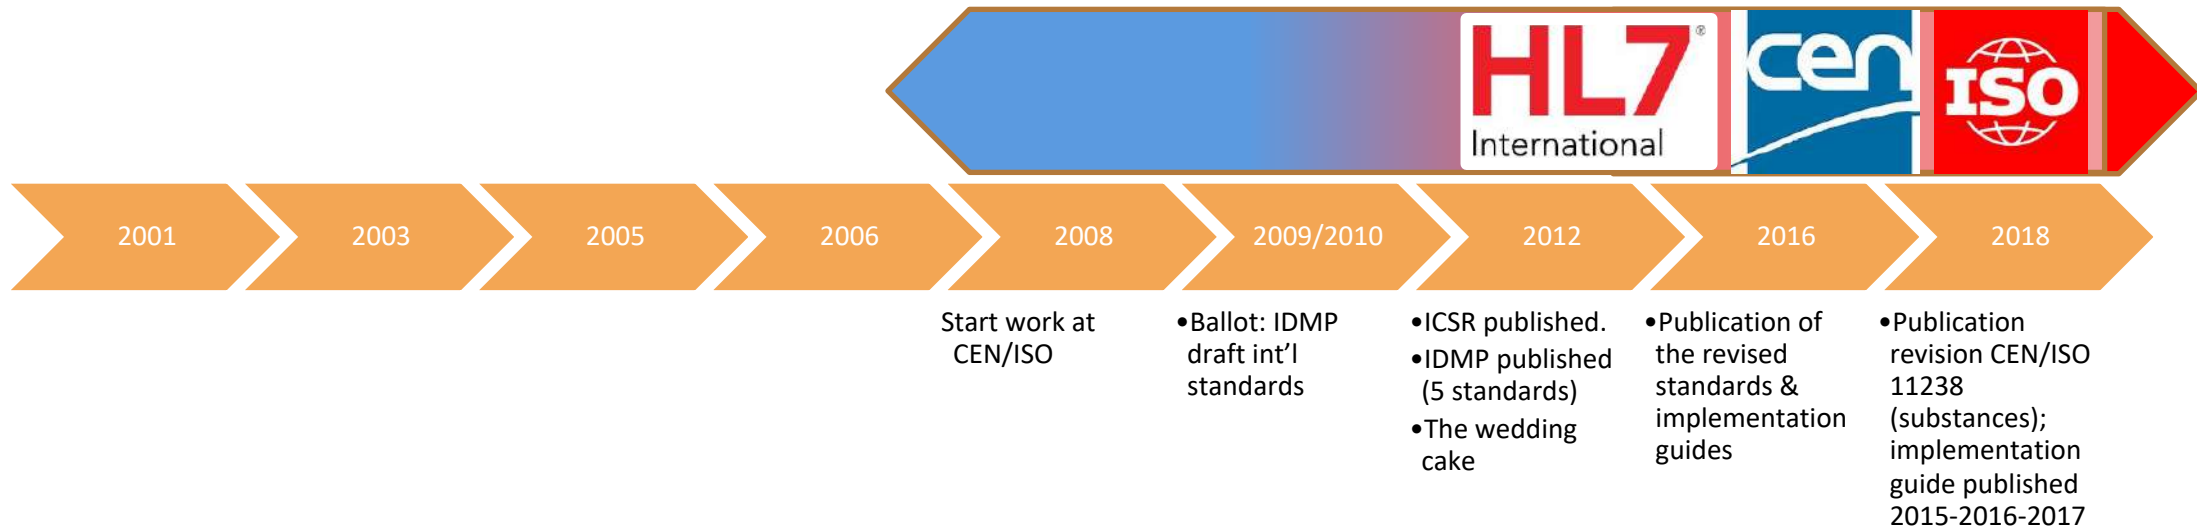 HL7®
International
cen
ISO
2001
2003
2005
2006
2008
2009/2010
2012
2016
2018
Start work at
CEN/ISO
•Ballot: IDMP
draft int’l
standards
•ICSR published.
•IDMP published
(5 standards)
•The wedding
cake
•Publication of
the revised
standards &
implementation
guides
•Publication
revision CEN/ISO
11238
(substances);
implementation
guide published
2015-2016-2017